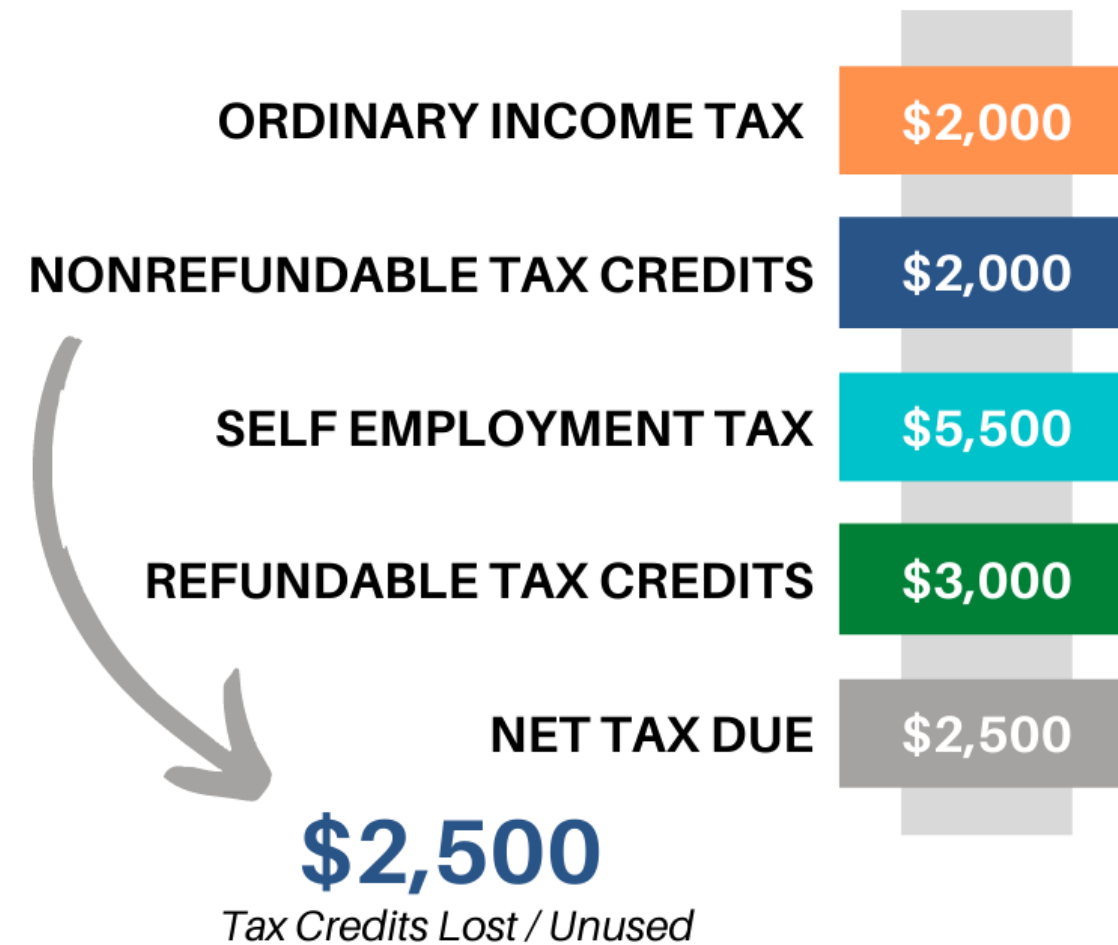 ORDINARY INCOME TAX $2,000
NONREFUNDABLE TAX CREDITS $2,000
SELF EMPLOYMENT TAX $5,500
REFUNDABLE TAX CREDITS $3,000
NET TAX DUE $2,500
$2,500
Tax Credits Lost / Unused